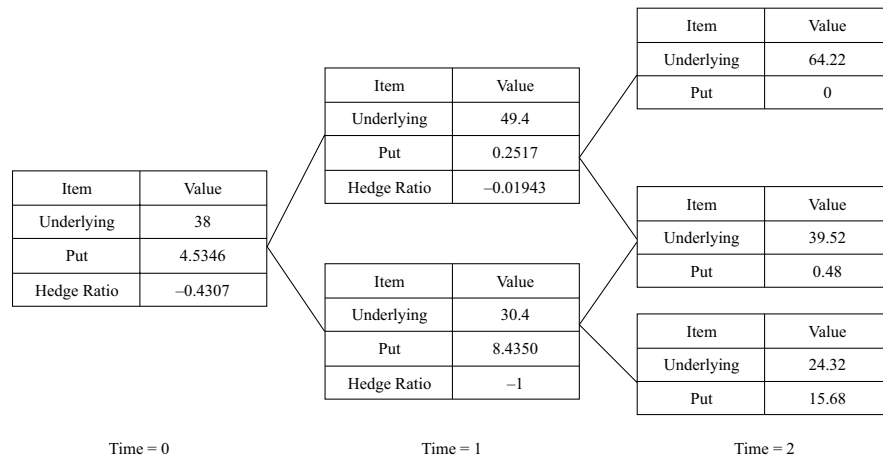 Item Value
Underlying 38
Put 4.5346
Hedge Ratio –0.4307
Item Value
Underlying 49.4
Put 0.2517
Hedge Ratio –0.01943
Item Value
Underlying 30.4
Put 8.4350
Hedge Ratio –1
Item Value
Underlying 64.22
Put 0
Item Value
Underlying 39.52
Put 0.48
Item Value
Underlying 24.32
Put 15.68
Time = 0 Time = 1 Time = 2